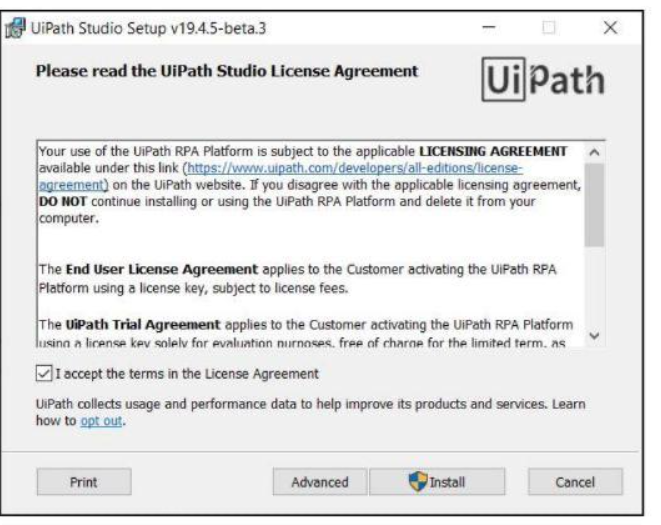 UiPath Studio Setup v19.4.5-beta.3
Please read the UiPath Studio License Agreement
UiPath
Your use of the UiPath RPA Platform is subject to the applicable LICENSING AGREEMENT
available under this link (https://www.uipath.com/developers/all-editions/license-
agreement) on the UiPath website. If you disagree with the applicable licensing agreement,
DO NOT continue installing or using the UiPath RPA Platform and delete it from your
computer.
The End User License Agreement applies to the Customer activating the UiPath RPA
Platform using a license key, subject to license fees.
The UiPath Trial Agreement applies to the Customer activating the UiPath RPA Platform
using a license key solely for evaluation purposes, free of charge for the limited term, as
I accept the terms in the License Agreement
UiPath collects usage and performance data to help improve its products and services. Learn
how to opt out.
Print
Advanced
Install
Cancel